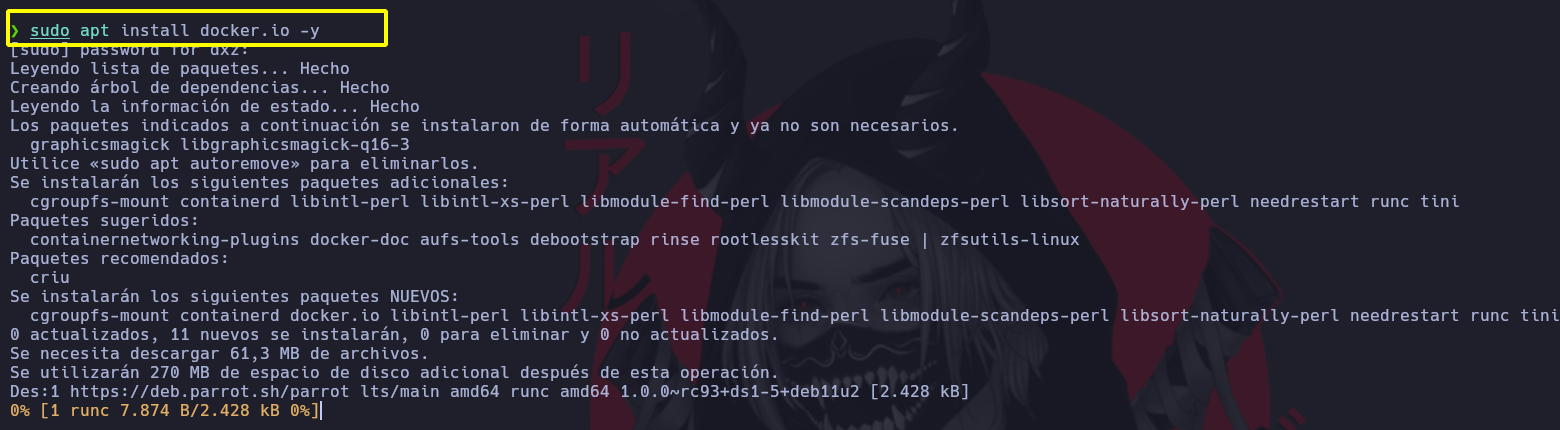 ❯ sudo apt install docker.io -y
[sudo] password for dxz:
Leyendo lista de paquetes... Hecho
Creando árbol de dependencias... Hecho
Leyendo la información de estado... Hecho
Los paquetes indicados a continuación se instalaron de forma automática y ya no son necesarios.
graphicsmagick libgraphicsmagick-q16-3
Utilice «sudo apt autoremove» para eliminarlos.
Se instalarán los siguientes paquetes adicionales:
cgroupfs-mount containerd libintl-perl libintl-xs-perl libmodule-find-perl libmodule-scandeps-perl libsort-naturally-perl needrestart runc tini
Paquetes sugeridos:
containernetworking-plugins docker-doc aufs-tools debootstrap rinse rootlesskit zfs-fuse | zfsutils-linux
Paquetes recomendados:
criu
Se instalarán los siguientes paquetes NUEVOS:
cgroupfs-mount containerd docker.io libintl-perl libintl-xs-perl libmodule-find-perl libmodule-scandeps-perl libsort-naturally-perl needrestart runc tini
0 actualizados, 11 nuevos se instalarán, 0 para eliminar y 0 no actualizados.
Se necesita descargar 61,3 MB de archivos.
Se utilizarán 270 MB de espacio de disco adicional después de esta operación.
Des:1 https://deb.parrot.sh/parrot lts/main amd64 runc amd64 1.0.0~rc93+ds1-5+deb11u2 [2.428 kB]
0% [1 runc 7.874 B/2.428 kB 0%]
リアル